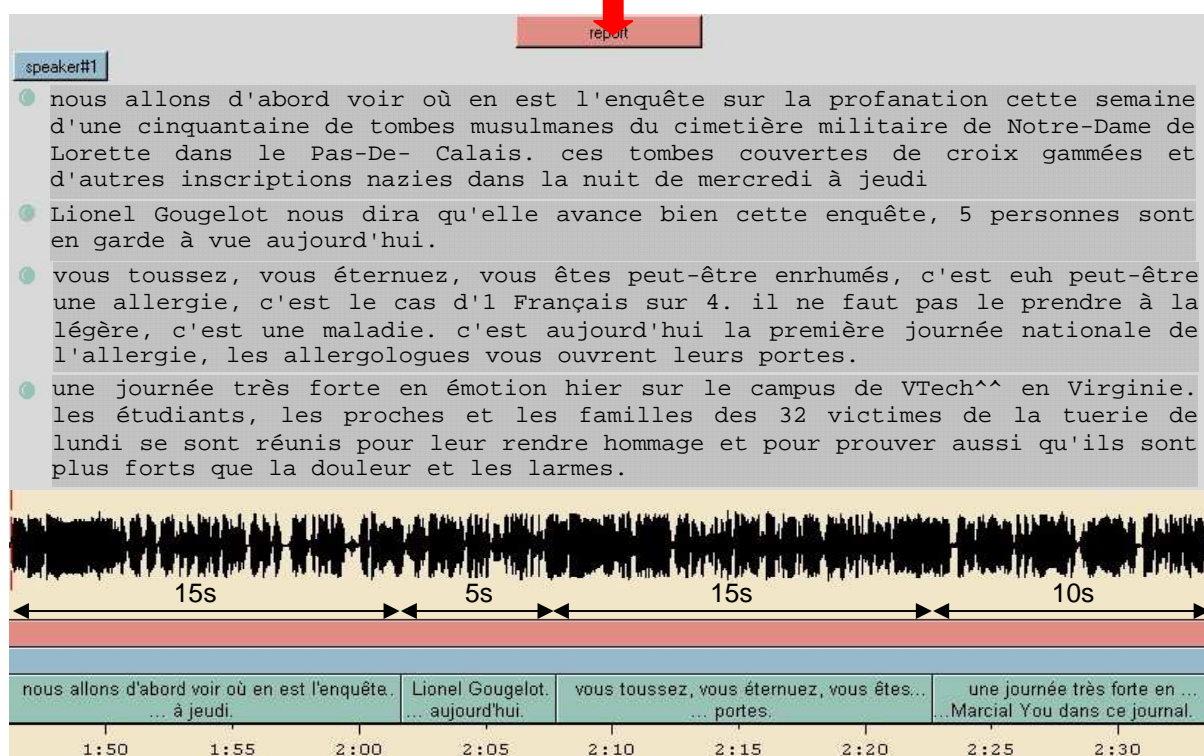 report
speaker#1
nous allons d'abord voir où en est l'enquête sur la profanation cette semaine
d'une cinquantaine de tombes musulmanes du cimetière militaire de Notre-Dame de
Lorette dans le Pas-De- Calais. ces tombes couvertes de croix gammées et
d'autres inscriptions nazies dans la nuit de mercredi à jeudi
Lionel Gougelot nous dira qu'elle avance bien cette enquête, 5 personnes sont
en garde à vue aujourd'hui.
vous toussez, vous éternuez, vous êtes peut-être enrhumés, c'est euh peut-être
une allergie, c'est le cas d'1 Français sur 4. il ne faut pas le prendre à la
légère, c'est une maladie. c'est aujourd'hui la première journée nationale de
l'allergie, les allergologues vous ouvrent leurs portes.
une journée très forte en émotion hier sur le campus de VTech^^ en Virginie.
les étudiants, les proches et les familles des 32 victimes de la tuerie de
lundi se sont réunis pour leur rendre hommage et pour prouver aussi qu'ils sont
plus forts que la douleur et les larmes.
15s 5s 15s 10s
nous allons d'abord voir où en est l'enquête..
... à jeudi.
Lionel Gougelot.
... aujourd'hui.
vous toussez, vous éternuez, vous êtes...
... portes.
une journée très forte en ...
...Marcial You dans ce journal.
1:50 1:55 2:00 2:05 2:10 2:15 2:20 2:25 2:30